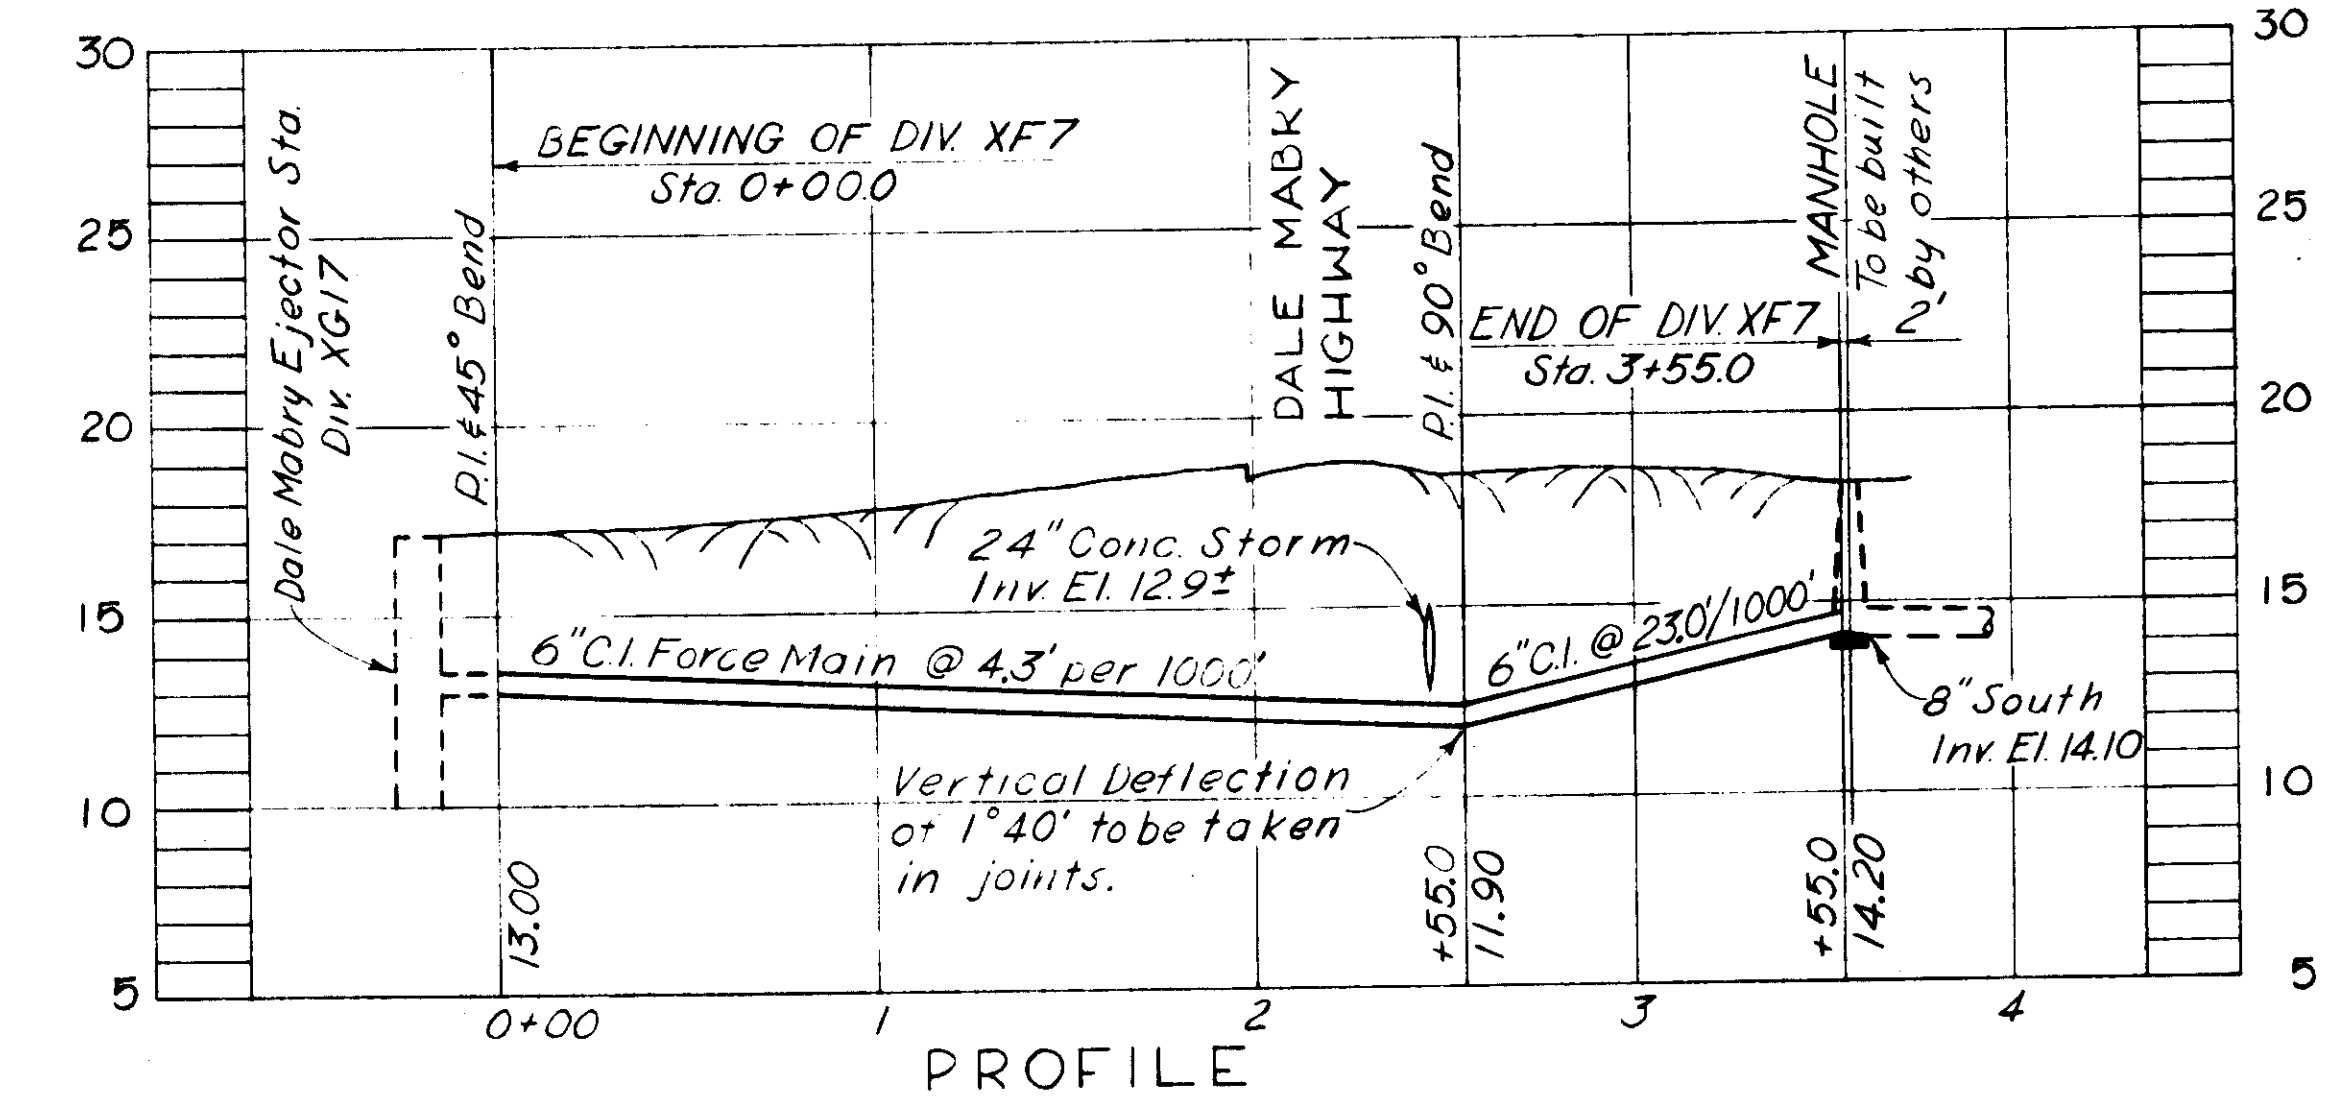 30
25
20
15
10
5
Dale Mabry Ejector Sta.
Div. XG17
P.I. & 45° Bend
BEGINNING OF DIV. XF7
Sta. 0+00.0
DALE MABRY
HIGHWAY
P.I. & 90° Bend
MANHOLE
To be built
by others
2'
END OF DIV. XF7
Sta. 3+55.0
24" Conc. Storm
Inv. El. 12.9±
6" C.I. Force Main @ 4.3' per 1000'
6" C.I. @ 23.0'/1000'
8" South
Inv. El. 14.10
Vertical Deflection
of 1°40' to be taken
in joints.
13.00
+55.0
11.90
+55.0
14.20
30
25
20
15
10
5
0+00
1
2
3
4
PROFILE